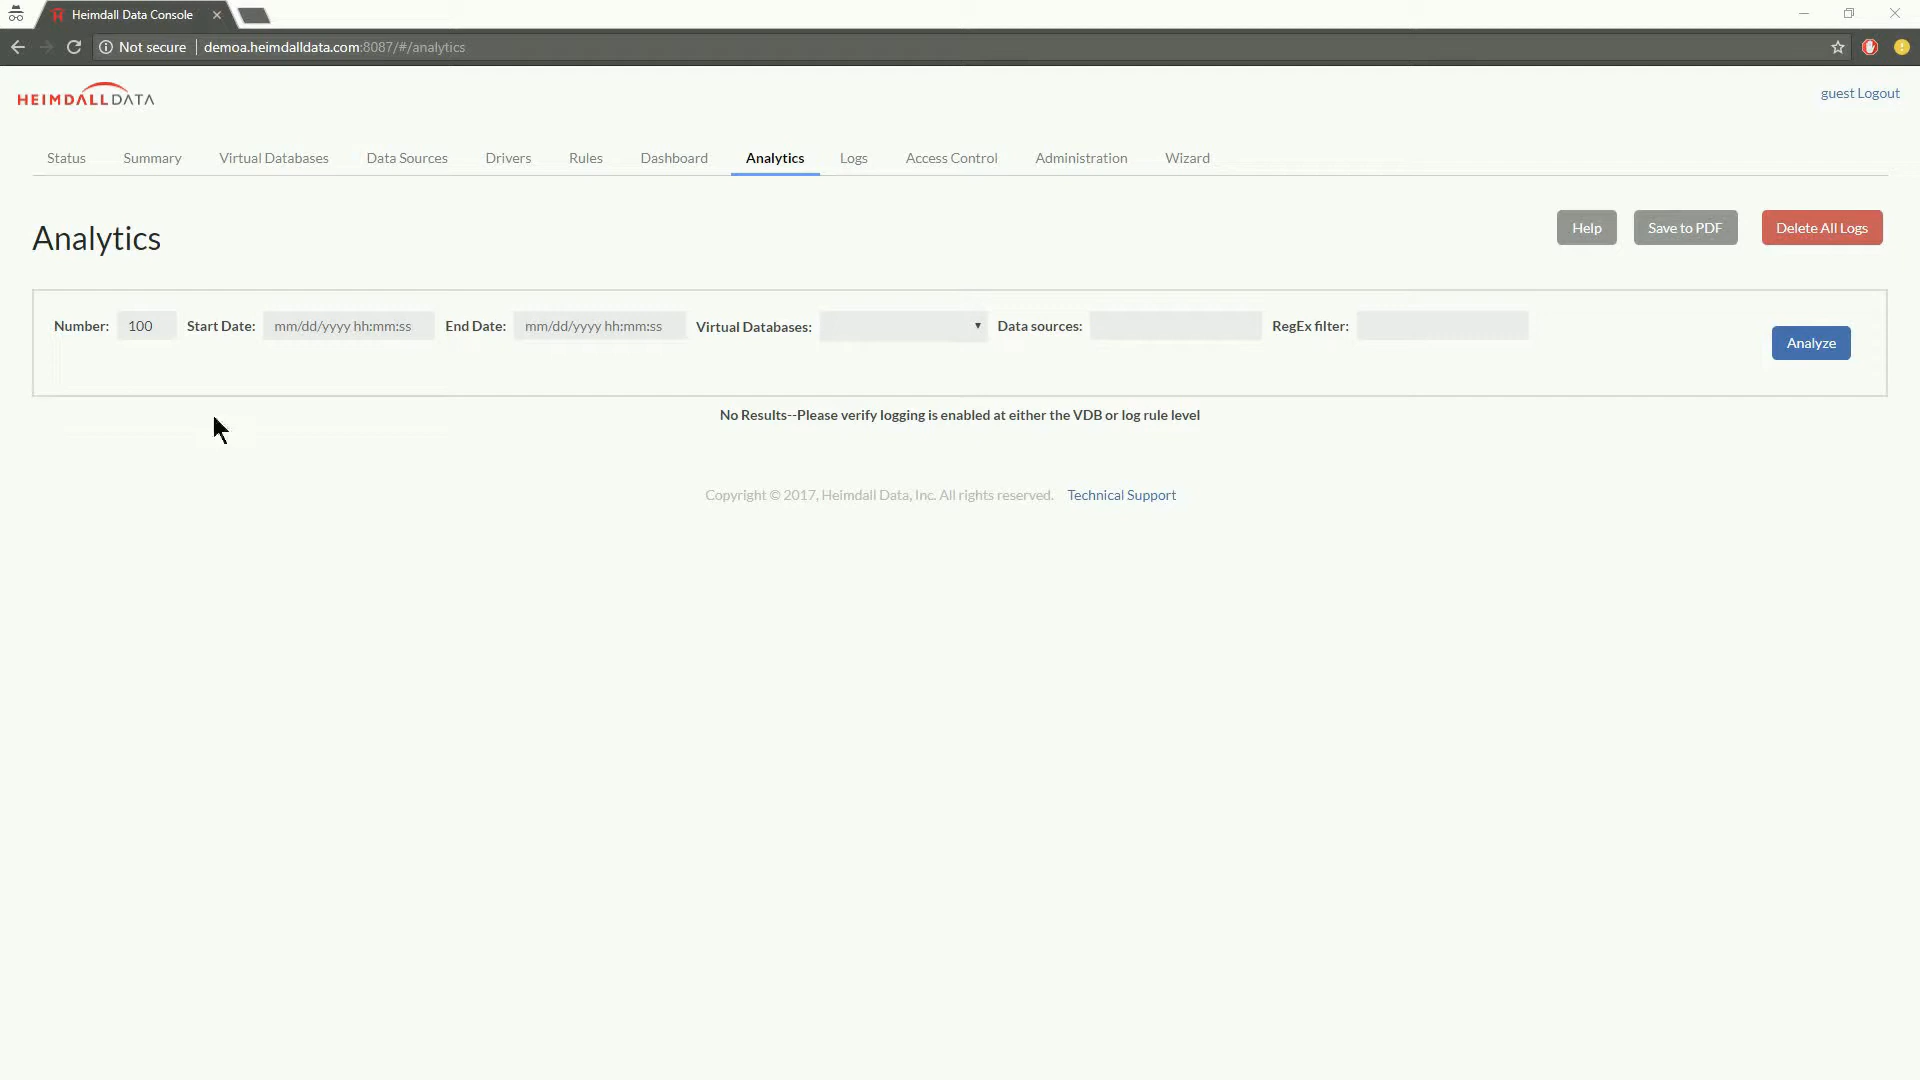 Heimdall Data Console
Not secure demoa.heimdalldata.com:8087/#/analytics
HEIMDALLDATA
guest Logout
Status Summary Virtual Databases Data Sources Drivers Rules Dashboard Analytics Logs Access Control Administration Wizard
Analytics
Help Save to PDF Delete All Logs
Number: 100 Start Date: mm/dd/yyyy hh:mm:ss End Date: mm/dd/yyyy hh:mm:ss Virtual Databases: Data sources: RegEx filter:
Analyze
No Results--Please verify logging is enabled at either the VDB or log rule level
Copyright © 2017, Heimdall Data, Inc. All rights reserved. Technical Support